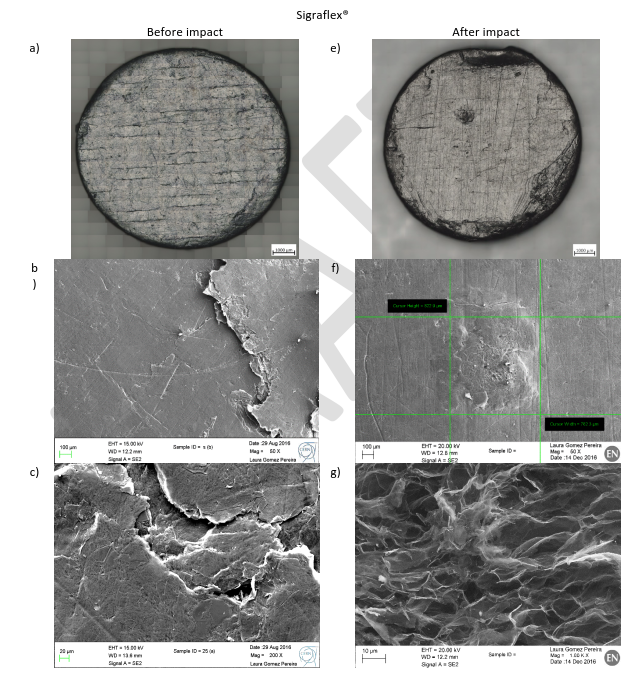 Sigraflex®
Before impact
After impact
a)
e)
1000 µm
1000 µm
b
)
f)
100 µm
EHT = 15.00 kV
WD = 12.2 mm
Signal A = SE2
Sample ID = s (s)
Date :29 Aug 2016
Mag = 50 X
Laura Gomez Pereira
100 µm
EHT = 20.00 kV
WD = 12.6 mm
Signal A = SE2
Sample ID =
Laura Gomez Pereira
Mag = 50 X
Date :14 Dec 2016
EN
c)
g)
20 µm
EHT = 15.00 kV
WD = 13.6 mm
Signal A = SE2
Sample ID = 25 (s)
Date :29 Aug 2016
Mag = 200 X
Laura Gomez Pereira
10 µm
EHT = 20.00 kV
WD = 12.2 mm
Signal A = SE2
Sample ID =
Laura Gomez Pereira
Mag = 1.00 K X
Date :14 Dec 2016
EN